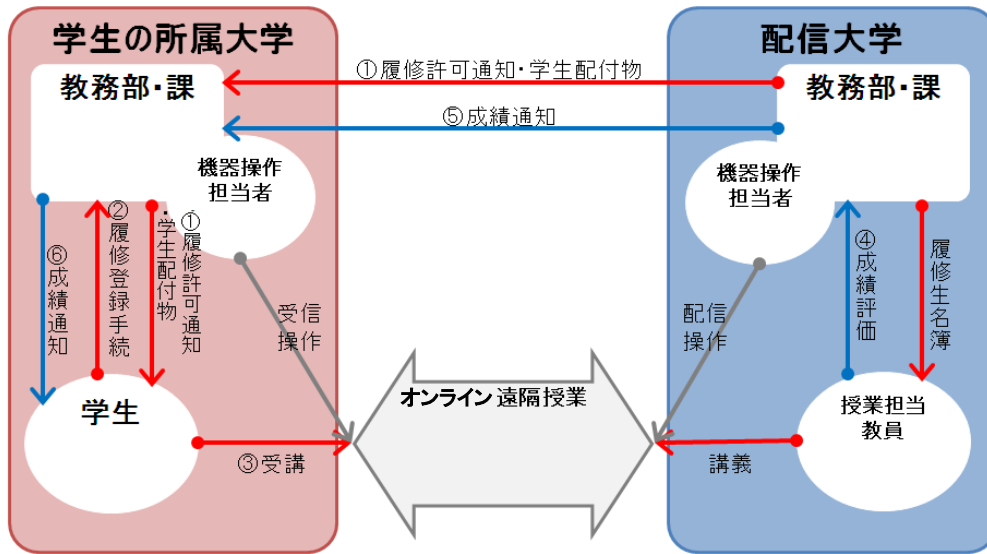 学生の所属大学
配信大学
教務部・課
①履修許可通知・学生配付物
教務部・課
⑤成績通知
機器操作
担当者
機器操作
担当者
⑥成績通知
②履修登録手続
①履修許可通知
・学生配付物
受信
操作
配信
操作
④成績評価
履修生名簿
オンライン遠隔授業
学生
授業担当
教員
③受講
講義